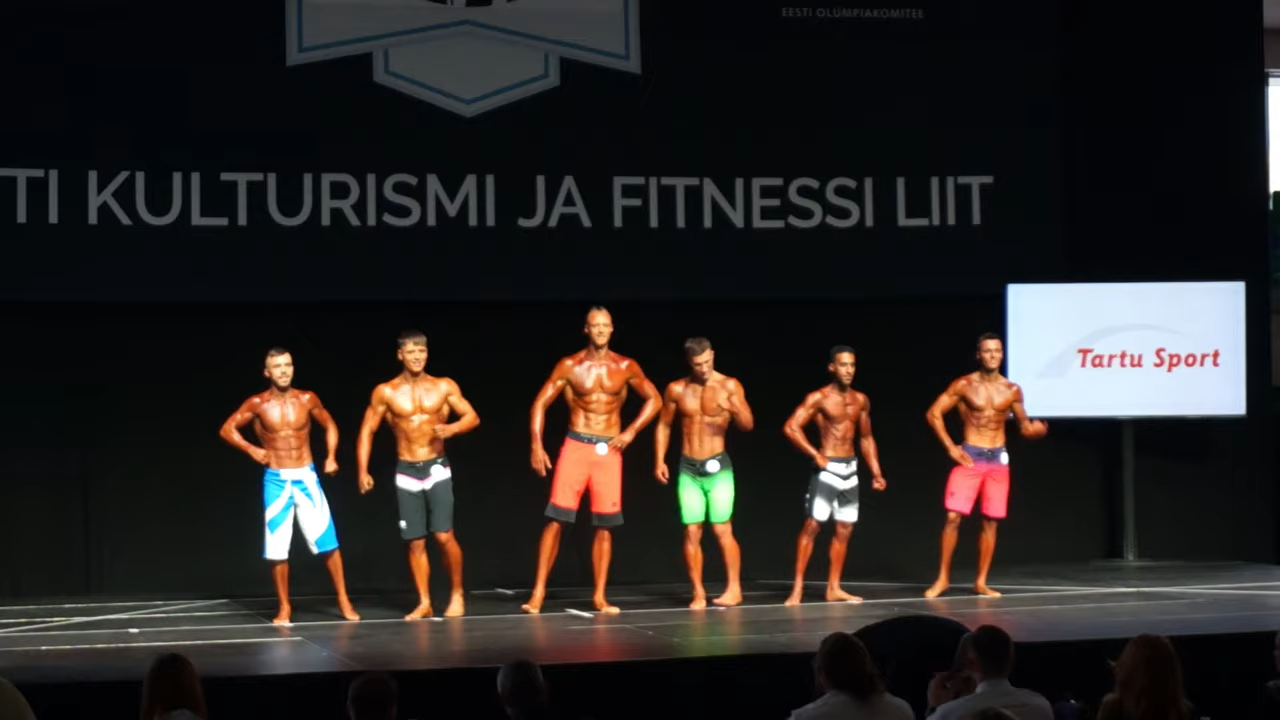 EESTI OLÜMPIAKOMITEE
TI KULTURISMI JA FITNESSI LIIT
Tartu Sport